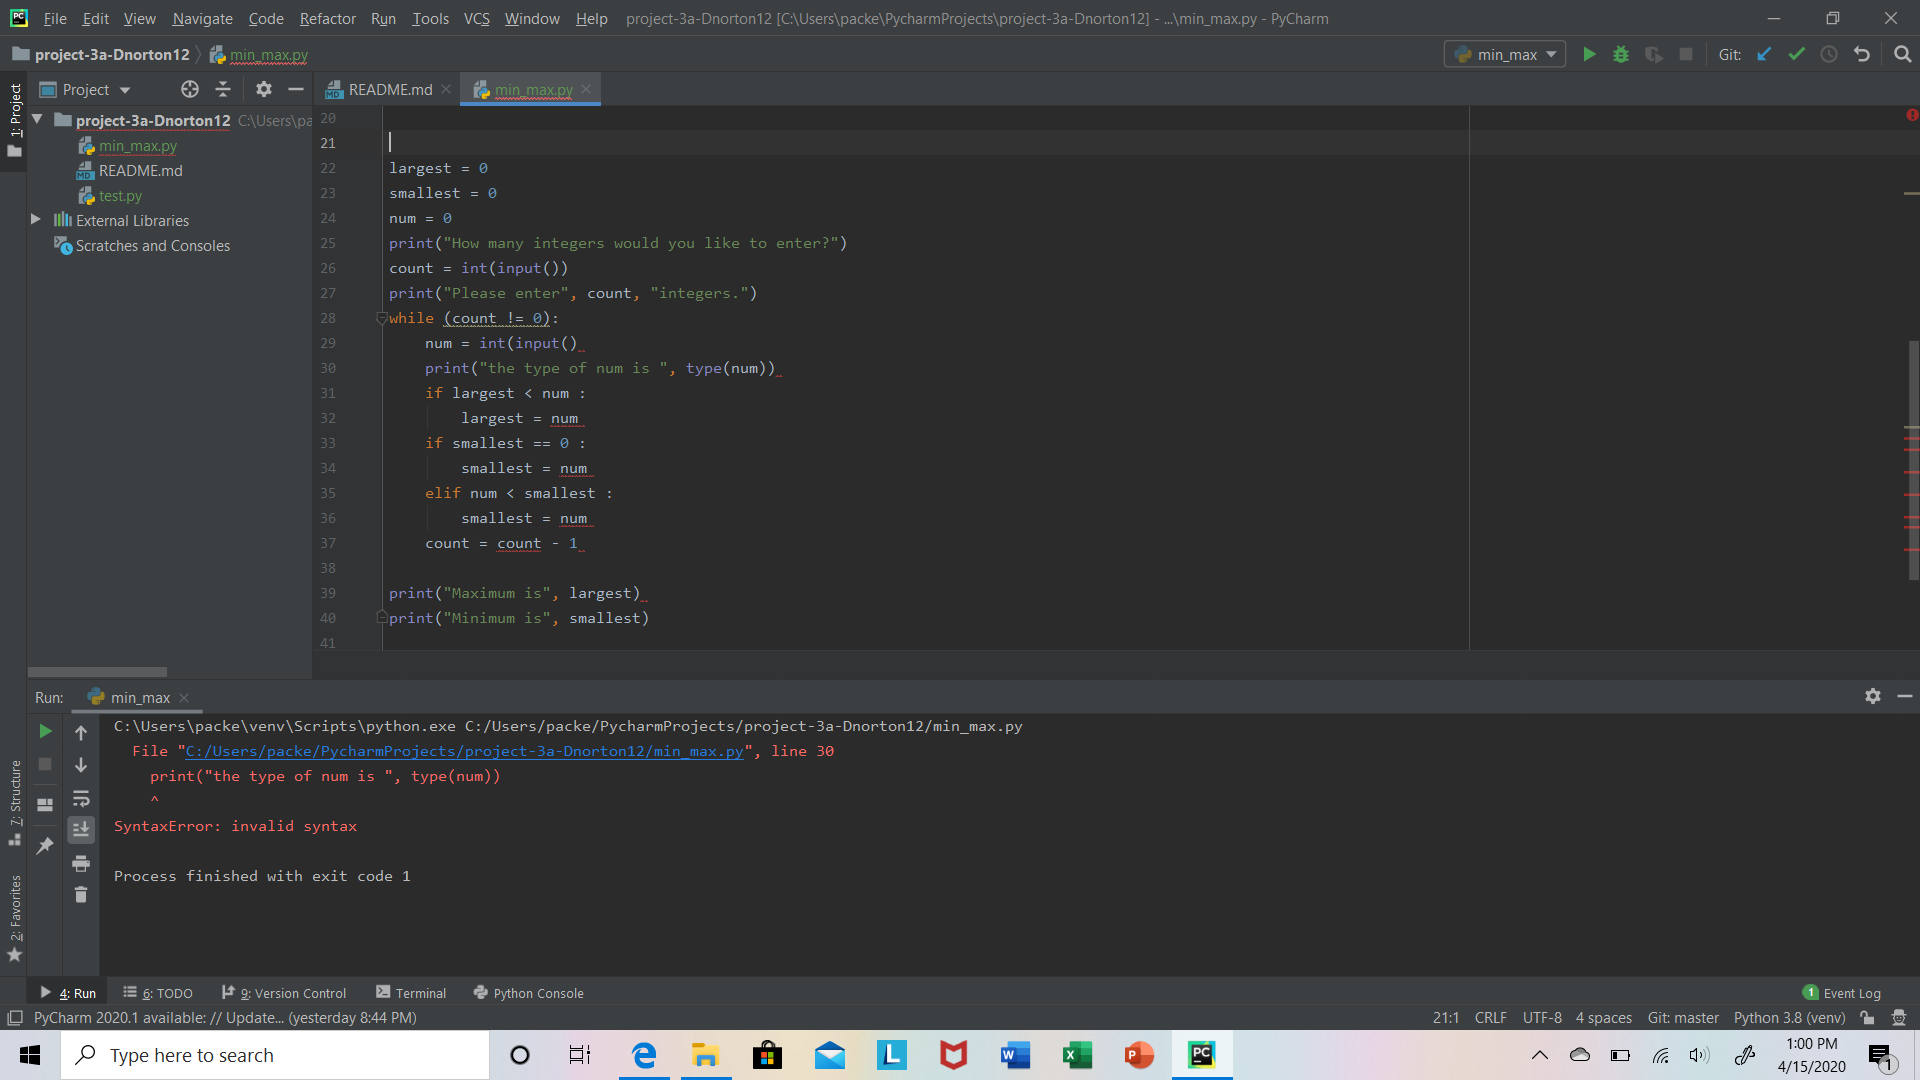 File Edit View Navigate Code Refactor Run Tools VCS Window Help project-3a-Dnorton12 [C:\Users\packe\PycharmProjects\project-3a-Dnorton12] - ...\min_max.py - PyCharm
project-3a-Dnorton12 min_max.py min_max Git:
1: Project
Project README.md min_max.py
project-3a-Dnorton12 C:\Users\pa
min_max.py
README.md
test.py
External Libraries
Scratches and Consoles
20
21
22 largest = 0
23 smallest = 0
24 num = 0
25 print("How many integers would you like to enter?")
26 count = int(input())
27 print("Please enter", count, "integers.")
28 while (count != 0):
29 num = int(input()
30 print("the type of num is ", type(num))
31 if largest < num :
32 largest = num
33 if smallest == 0 :
34 smallest = num
35 elif num < smallest :
36 smallest = num
37 count = count - 1
38
39 print("Maximum is", largest)
40 print("Minimum is", smallest)
41
Run: min_max
C:\Users\packe\venv\Scripts\python.exe C:/Users/packe/PycharmProjects/project-3a-Dnorton12/min_max.py
File "C:/Users/packe/PycharmProjects/project-3a-Dnorton12/min_max.py", line 30
print("the type of num is ", type(num))
^
SyntaxError: invalid syntax
Process finished with exit code 1
7: Structure
2: Favorites
4: Run 6: TODO 9: Version Control Terminal Python Console 1 Event Log
PyCharm 2020.1 available: // Update... (yesterday 8:44 PM) 21:1 CRLF UTF-8 4 spaces Git: master Python 3.8 (venv)
Type here to search
1:00 PM
4/15/2020
1